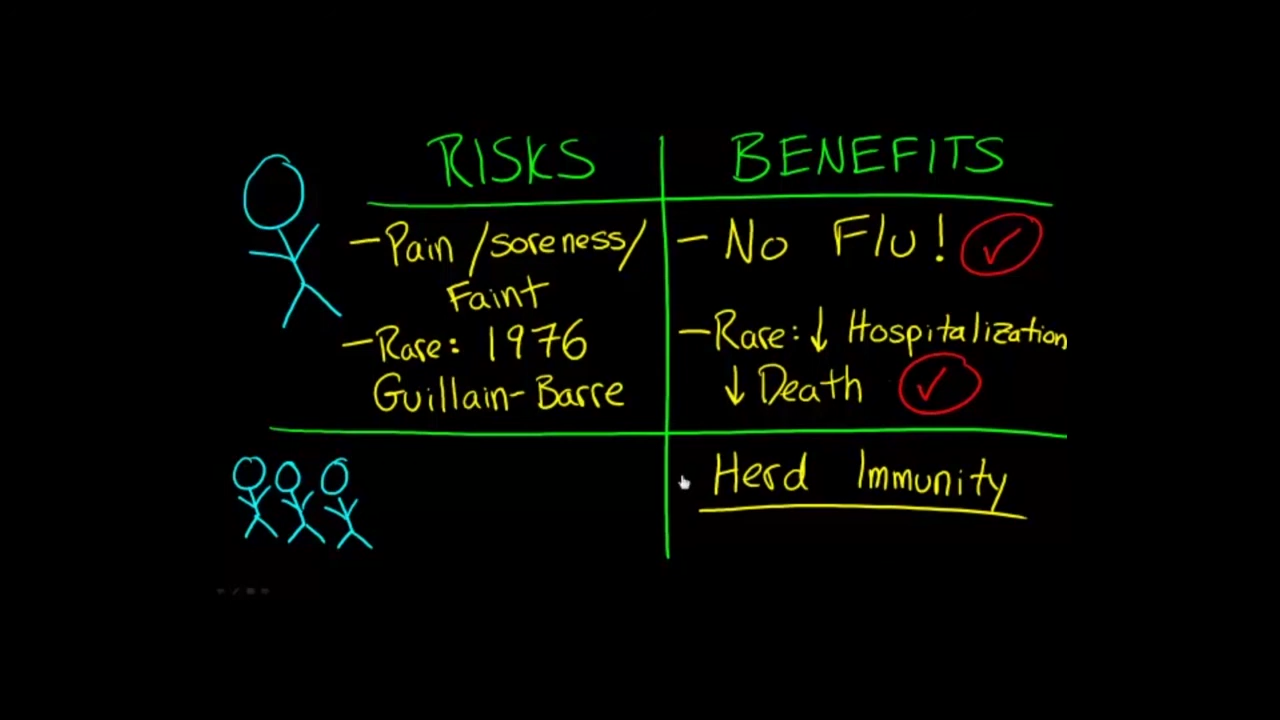 RISKS
BENEFITS
- Pain / soreness /
Faint
- Rare: 1976
Guillain-Barre
- No Flu!
- Rare: ↓ Hospitalization
↓ Death
Herd Immunity